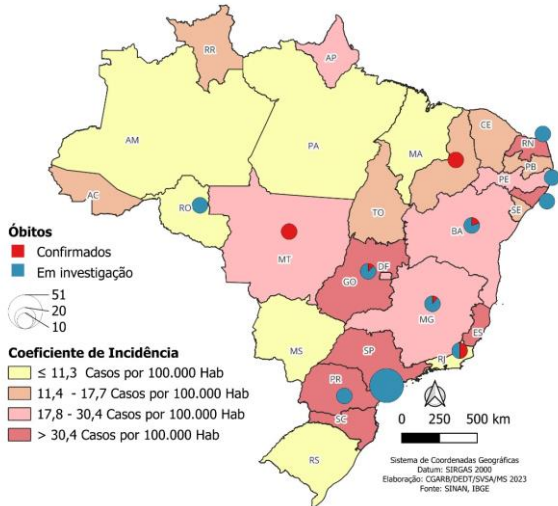 RR
AP
AM
PA
MA
CE
RN
PB
PE
AC
RO
TO
SE
BA
MT
GO
DF
MG
ES
MS
SP
RJ
PR
SC
RS
Óbitos
Confirmados
Em investigação
51
20
10
Coeficiente de Incidência
≤ 11,3 Casos por 100.000 Hab
11,4 - 17,7 Casos por 100.000 Hab
17,8 - 30,4 Casos por 100.000 Hab
> 30,4 Casos por 100.000 Hab
0 250 500 km
Sistema de Coordenadas Geográficas
Datum: SIRGAS 2000
Elaboração: CGARB/DEDT/SVSA/MS 2023
Fonte: SINAN, IBGE